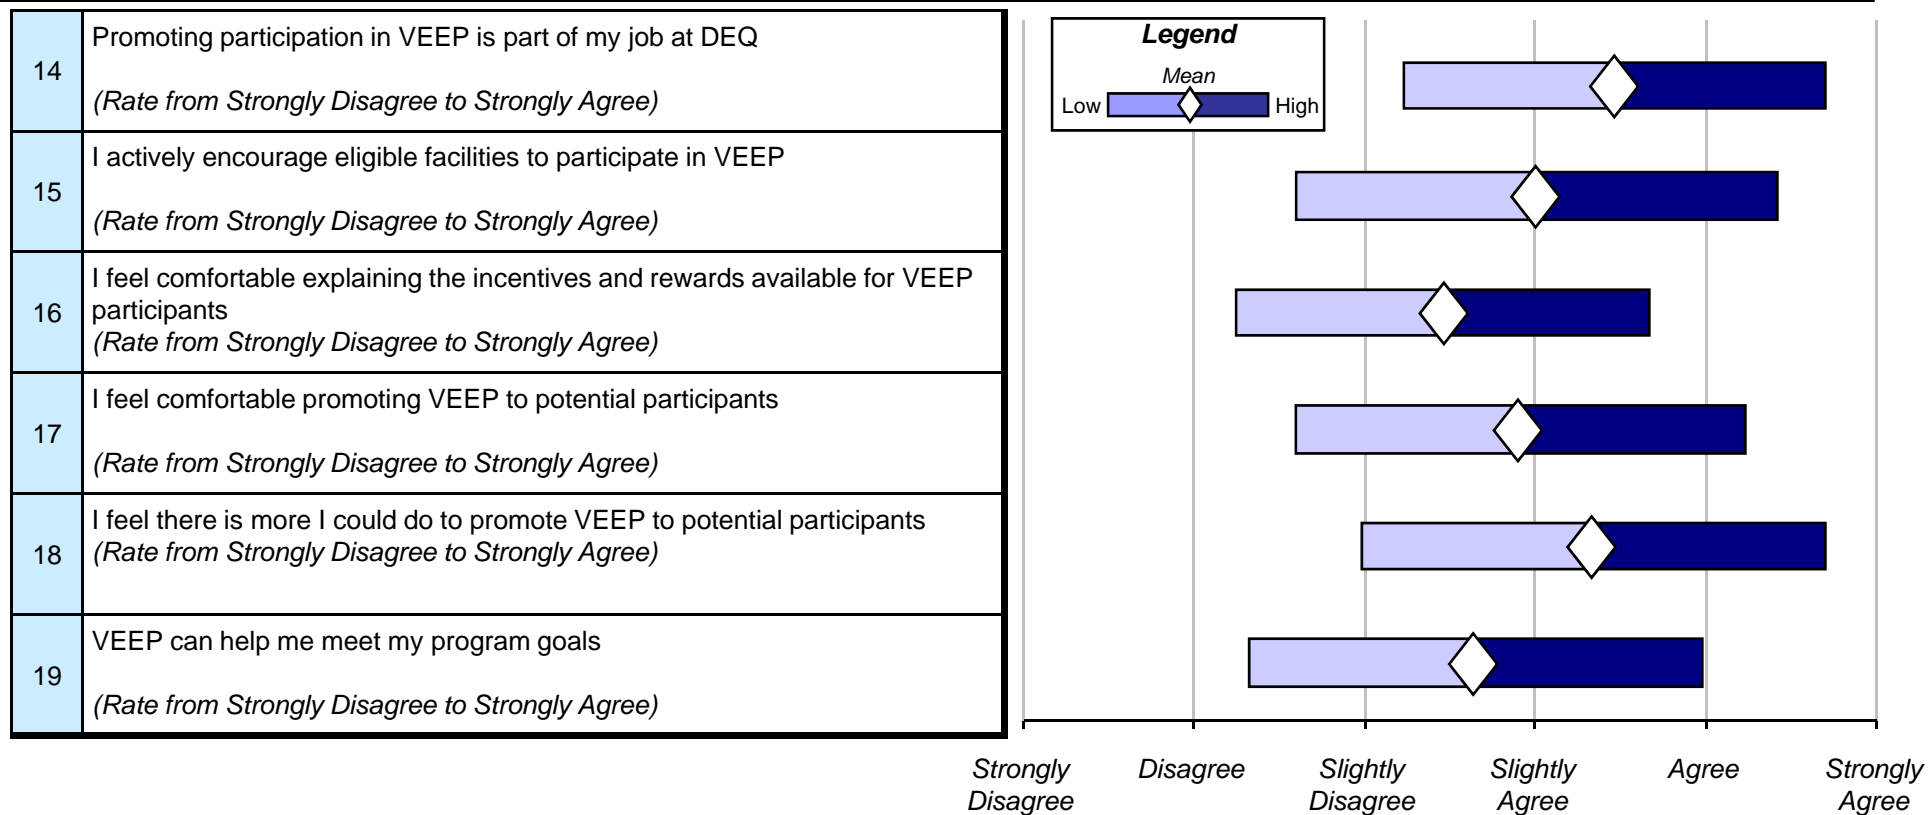 14
Promoting participation in VEEP is part of my job at DEQ
(Rate from Strongly Disagree to Strongly Agree)
15
I actively encourage eligible facilities to participate in VEEP
(Rate from Strongly Disagree to Strongly Agree)
16
I feel comfortable explaining the incentives and rewards available for VEEP
participants
(Rate from Strongly Disagree to Strongly Agree)
17
I feel comfortable promoting VEEP to potential participants
(Rate from Strongly Disagree to Strongly Agree)
18
I feel there is more I could do to promote VEEP to potential participants
(Rate from Strongly Disagree to Strongly Agree)
19
VEEP can help me meet my program goals
(Rate from Strongly Disagree to Strongly Agree)
Legend
Mean
Low High
Strongly Disagree Slightly Slightly Agree Strongly
Disagree Disagree Agree Agree